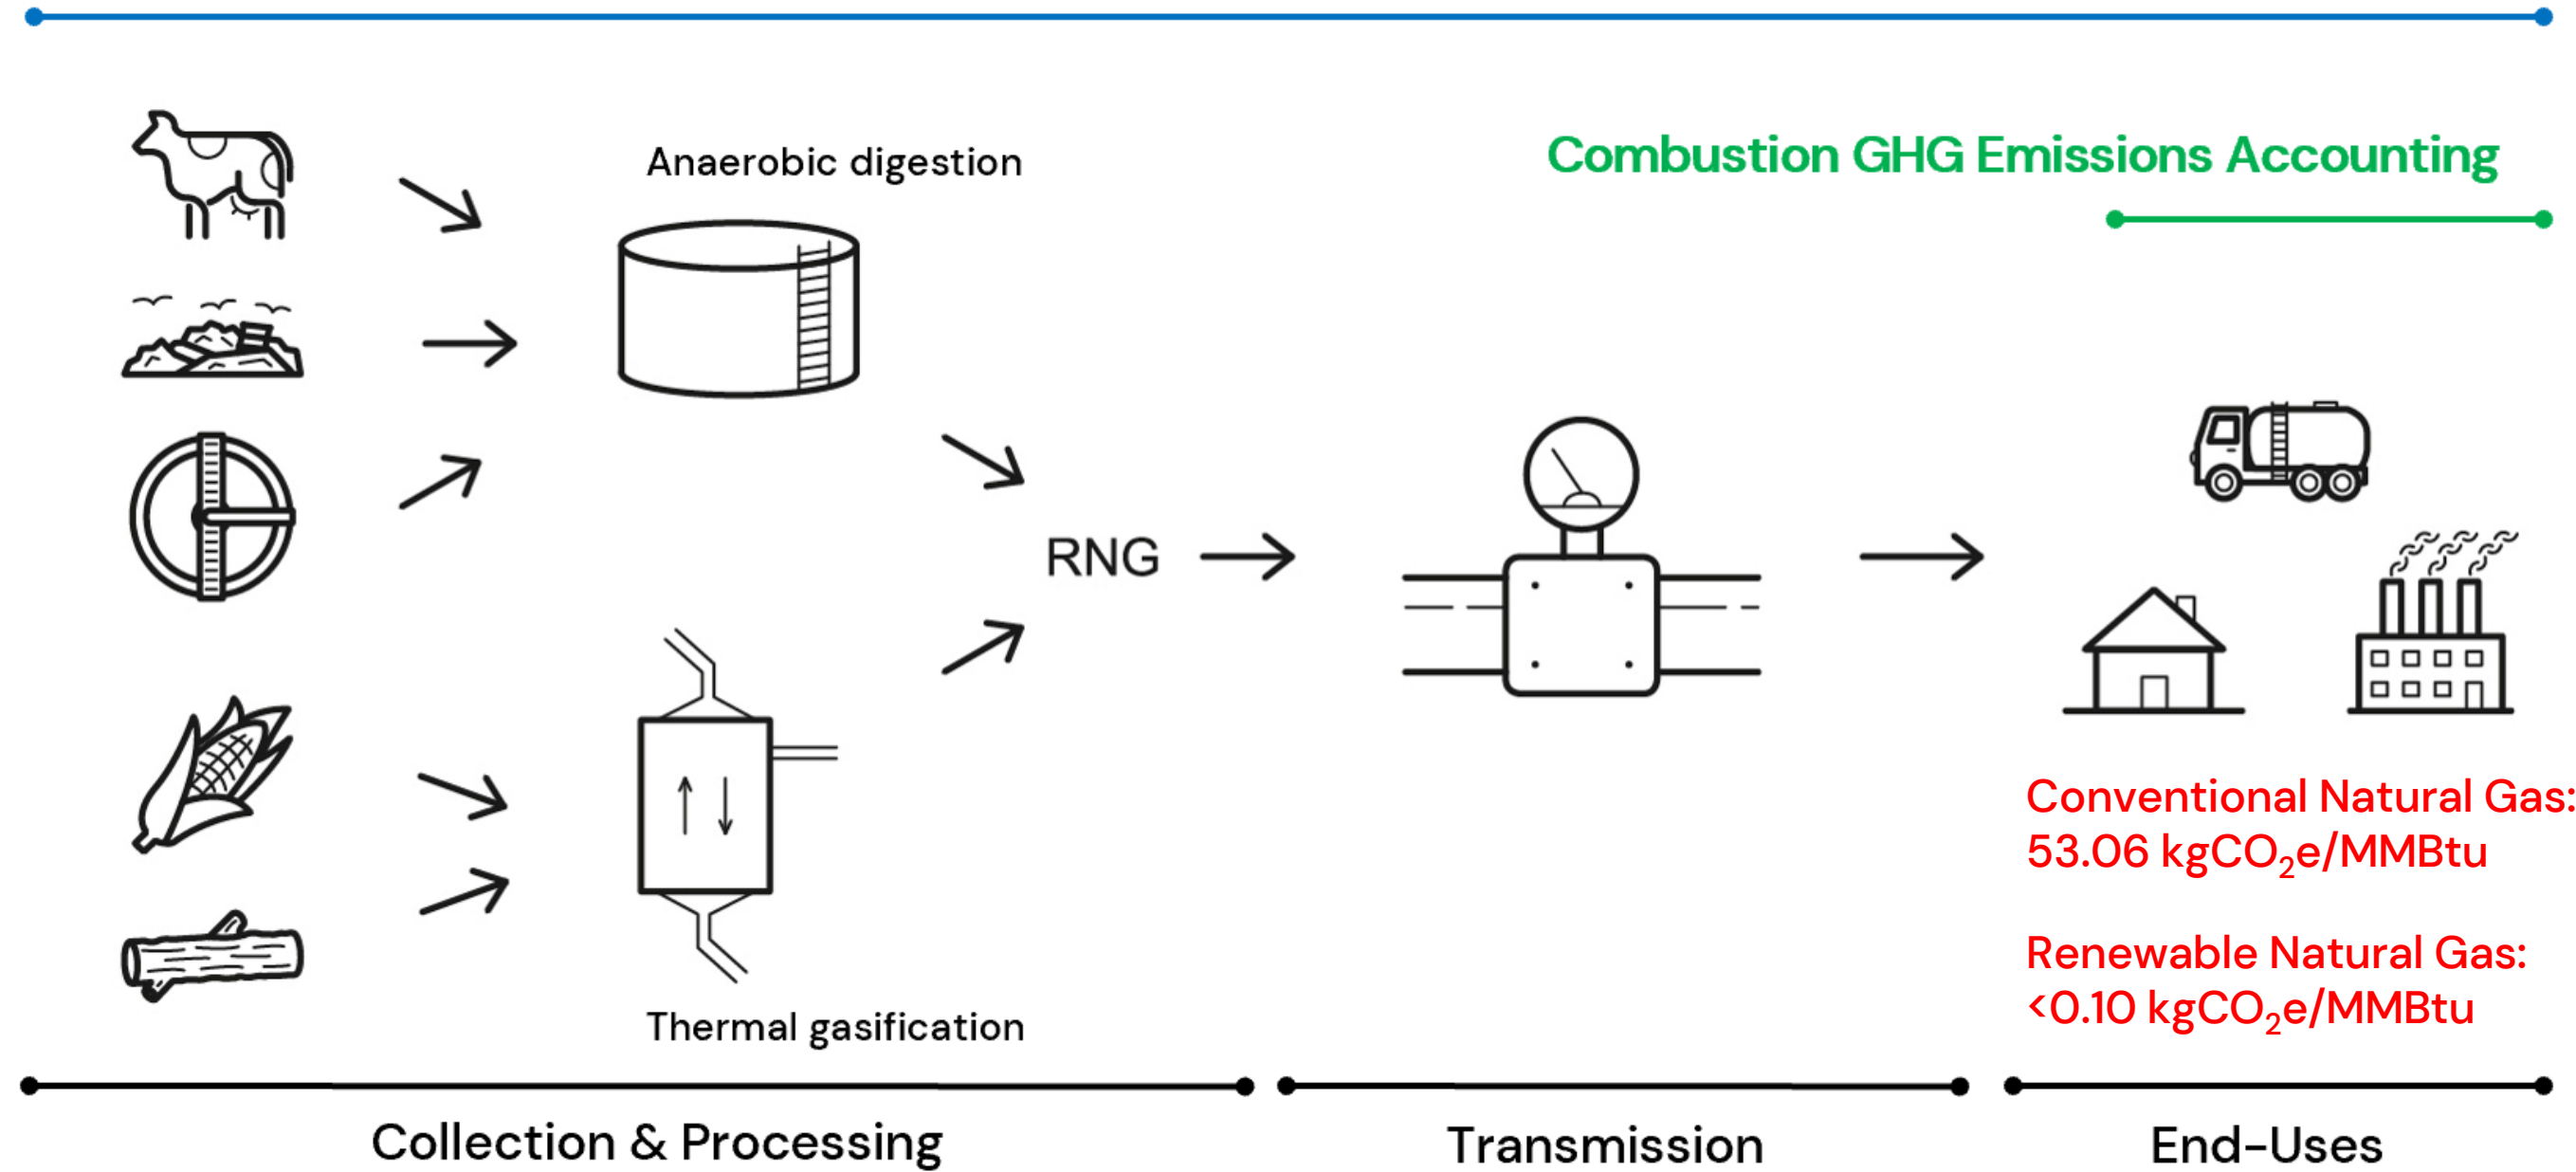 Combustion GHG Emissions Accounting
Anaerobic digestion
RNG
Thermal gasification
Conventional Natural Gas:
53.06 kgCO₂e/MMBtu
Renewable Natural Gas:
<0.10 kgCO₂e/MMBtu
Collection & Processing
Transmission
End-Uses